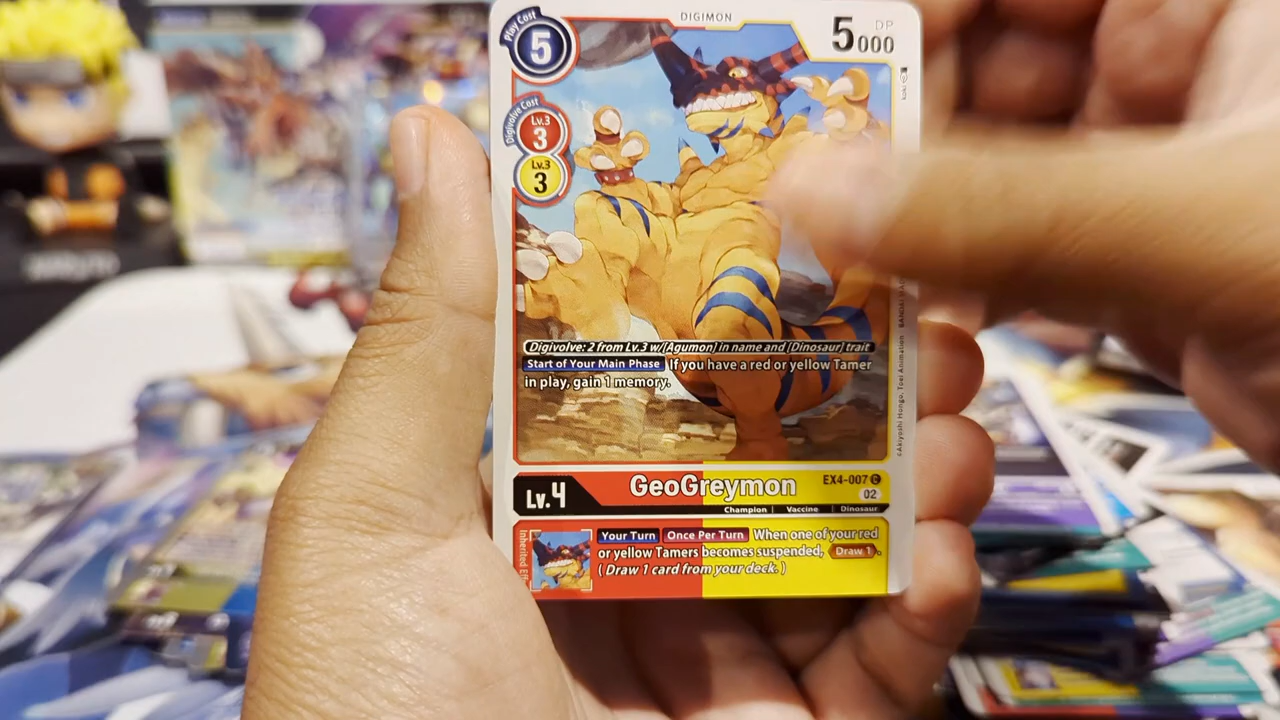 DIGIMON
Play Cost
5
DP
5000
Digivolve Cost
Lv.3
3
Lv.3
3
Digivolve: 2 from Lv.3 w/[Agumon] in name and [Dinosaur] trait
Start of Your Main Phase If you have a red or yellow Tamer
in play, gain 1 memory.
©Akiyoshi Hongo, Toei Animation
Lv.4
GeoGreymon
EX4-007 C
02
Champion | Vaccine | Dinosaur
Your Turn Once Per Turn When one of your red
or yellow Tamers becomes suspended, Draw 1.
(Draw 1 card from your deck.)
Inherited